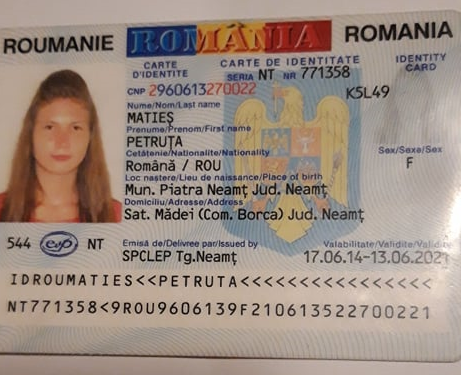 ROUMANIE ROMÂNIA ROMANIA
CARTE D'IDENTITE CARTE DE IDENTITATE IDENTITY CARD
SERIA NT NR 771358
CNP 2960613270022 K5L49
Nume/Nom/Last name
MATIEȘ
Prenume/Prenom/First name
PETRUȚA
Cetățenie/Nationalite/Nationality Sex/Sexe/Sex
Română / ROU F
Loc nastere/Lieu de naissance/Place of birth
Mun. Piatra Neamț Jud. Neamț
Domiciliu/Adresse/Address
Sat. Mădei (Com. Borca) Jud. Neamț
544 NT Emisă de/Delivree par/Issued by Valabilitate/Validite/Validity
SPCLEP Tg.Neamț 17.06.14-13.06.2021
IDROUMATIES<<PETRUTA<<<<<<<<<<<<<<<<
NT771358<9ROU9606139F210613522700221